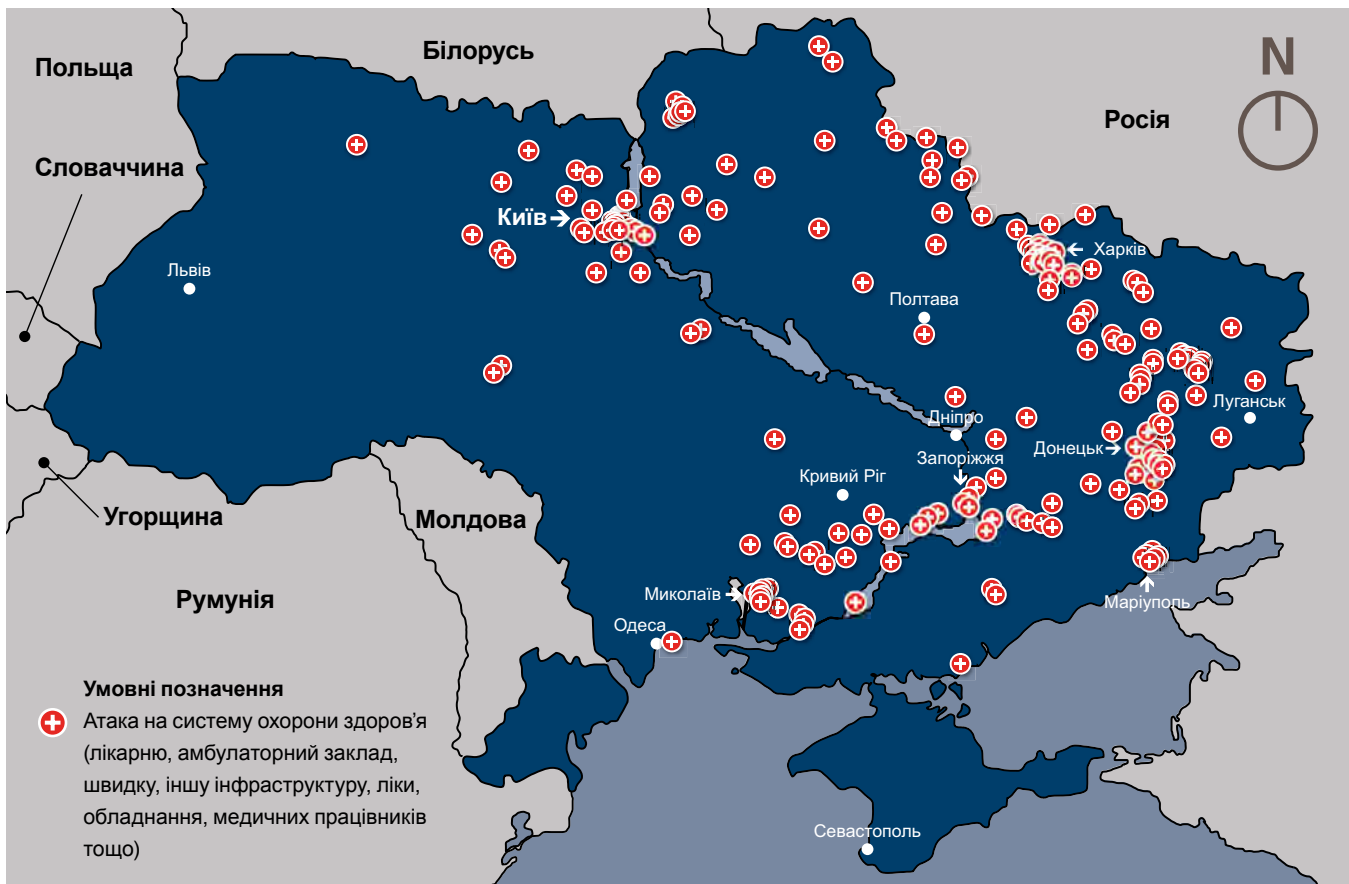 Білорусь
N
Польща
Росія
Словаччина
Київ
Харків
Львів
Полтава
Луганськ
Дніпро
Донецьк
Запоріжжя
Кривий Ріг
Угорщина
Молдова
Румунія
Миколаїв
Маріуполь
Одеса
Умовні позначення
Атака на систему охорони здоров’я
(лікарню, амбулаторний заклад,
швидку, іншу інфраструктуру, ліки,
обладнання, медичних працівників
тощо)
Севастополь